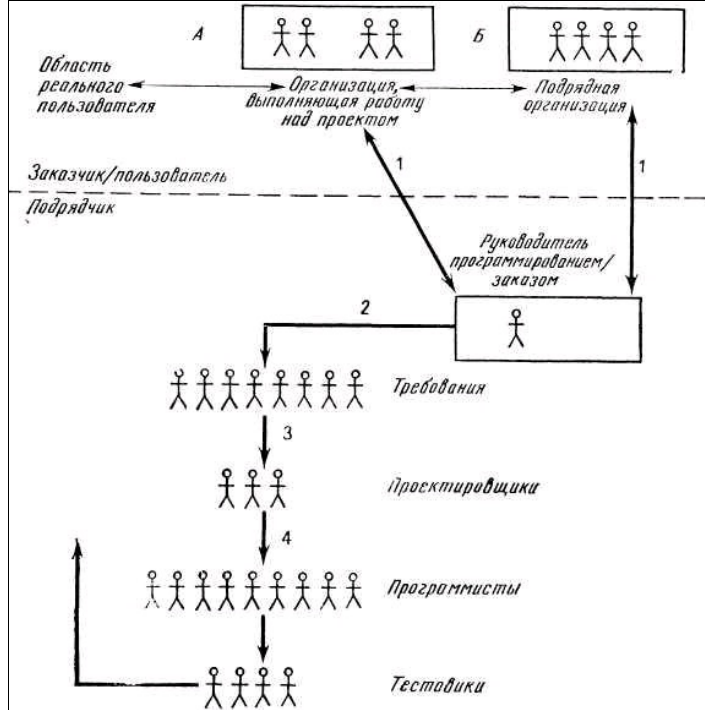 А
Б
Область
реального
пользователя
Организация,
выполняющая работу
над проектом
Подрядная
организация
1
1
Заказчик/пользователь
Подрядчик
Руководитель
программированием/
заказом
2
Требования
3
Проектировщики
4
Программисты
Тестовики